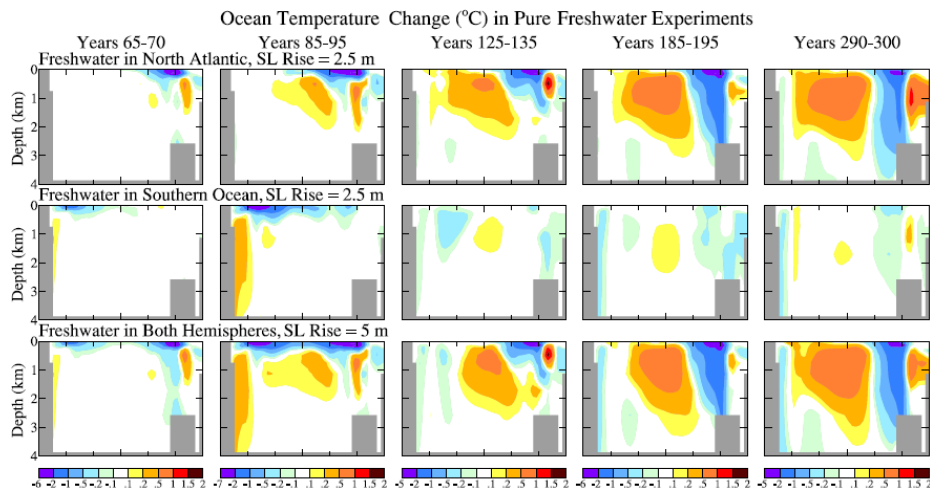 Ocean Temperature Change (°C) in Pure Freshwater Experiments
Years 65-70 Years 85-95 Years 125-135 Years 185-195 Years 290-300
Freshwater in North Atlantic, SL Rise = 2.5 m
0
1
2
3
4
Depth (km)
Freshwater in Southern Ocean, SL Rise = 2.5 m
0
1
2
3
4
Depth (km)
Freshwater in Both Hemispheres, SL Rise = 5 m
0
1
2
3
4
Depth (km)
-6 -2 -1 -.5 -.2 -.1 .1 .2 .5 1 1.5 2
-7 -2 -1 -.5 -.2 -.1 .1 .2 .5 1 1.5 2
-5 -2 -1 -.5 -.2 -.1 .1 .2 .5 1 1.5 2
-5 -2 -1 -.5 -.2 -.1 .1 .2 .5 1 1.5 2
-5 -2 -1 -.5 -.2 -.1 .1 .2 .5 1 1.5 2